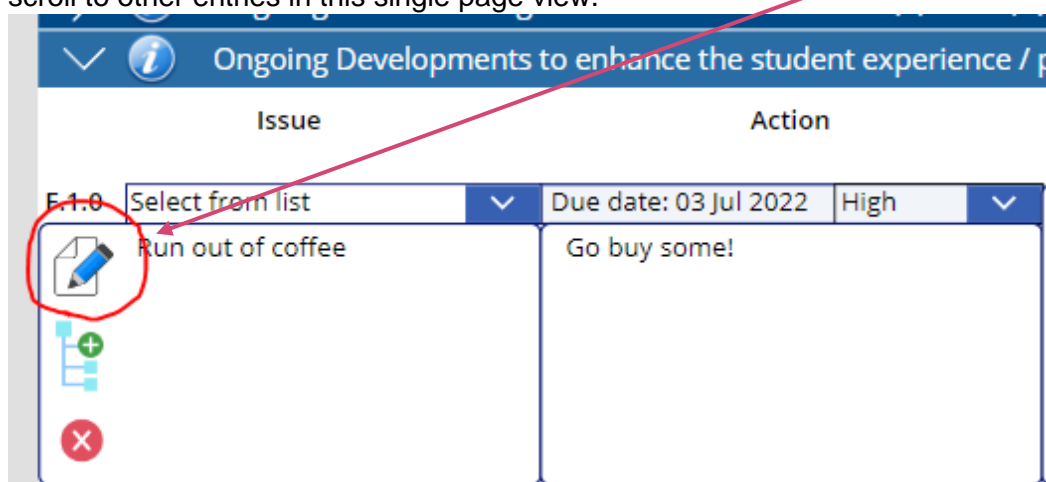 scroll to other entries in this single page view.
Ongoing Developments to enhance the student experience /
Issue Action
F.1.0 Select from list Due date: 03 Jul 2022 High
Run out of coffee Go buy some!